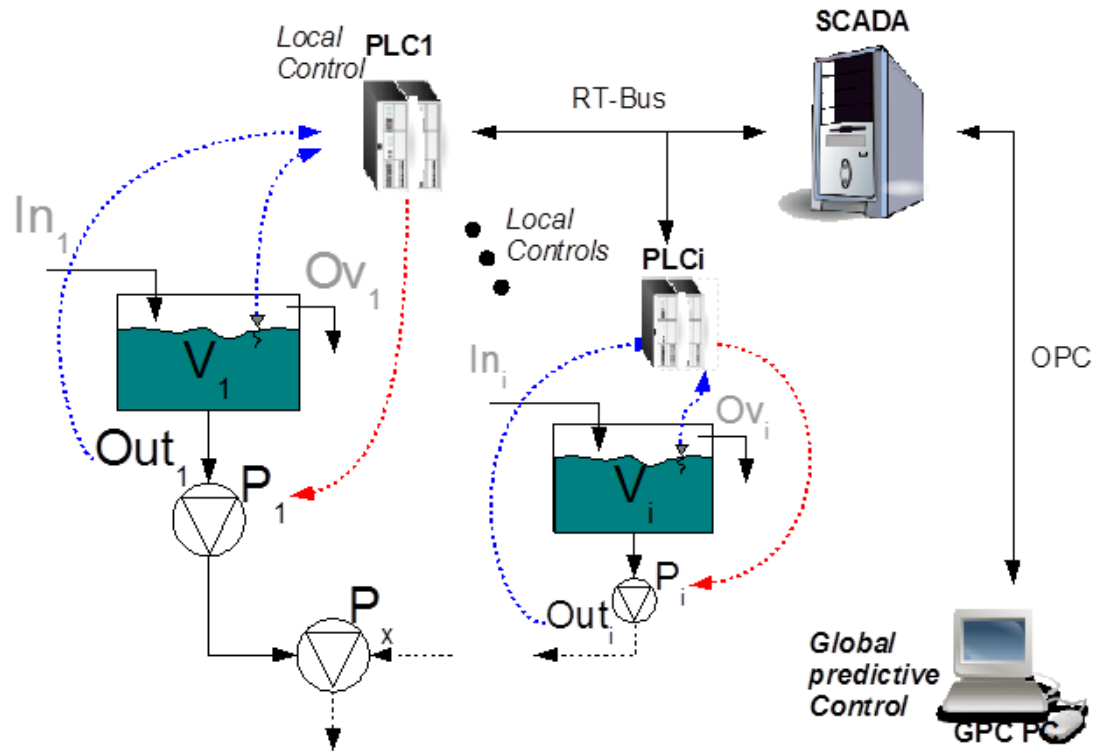 Local
Control
PLC1
SCADA
RT-Bus
In1
Local
Controls
Ov1
PLCi
V1
Ini
Ovi
OPC
Out1
P1
Vi
Pi
Outi
Px
Global
predictive
Control
GPC PC